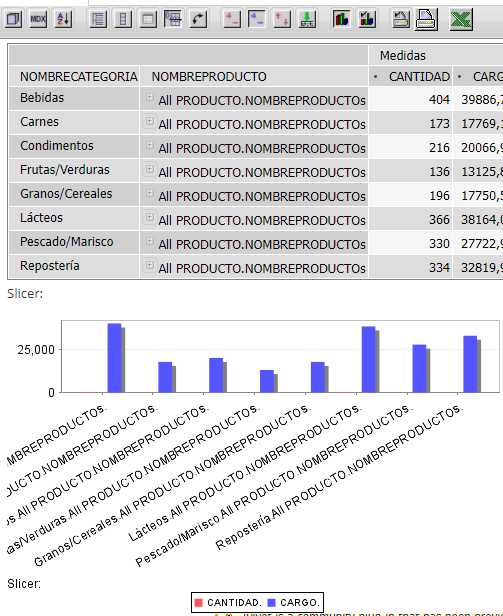 MDX
Medidas
NOMBRECATEGORIA NOMBREPRODUCTO CANTIDAD CARG
Bebidas All PRODUCTO.NOMBREPRODUCTOs 404 39886,
Carnes All PRODUCTO.NOMBREPRODUCTOs 173 17769,
Condimentos All PRODUCTO.NOMBREPRODUCTOs 216 20066,9
Frutas/Verduras All PRODUCTO.NOMBREPRODUCTOs 136 13125,8
Granos/Cereales All PRODUCTO.NOMBREPRODUCTOs 196 17750,5
Lácteos All PRODUCTO.NOMBREPRODUCTOs 366 38164,0
Pescado/Marisco All PRODUCTO.NOMBREPRODUCTOs 330 27722,9
Repostería All PRODUCTO.NOMBREPRODUCTOs 334 32819,9
Slicer:
25,000
0
MBREPRODUCTOs.
DUCTO.NOMBREPRODUCTOs.
os.All PRODUCTO.NOMBREPRODUCTOs.
as/Verduras.All PRODUCTO.NOMBREPRODUCTOs.
Granos/Cereales.All PRODUCTO.NOMBREPRODUCTOs.
Lácteos.All PRODUCTO.NOMBREPRODUCTOs.
Pescado/Marisco.All PRODUCTO.NOMBREPRODUCTOs.
Repostería.All PRODUCTO.NOMBREPRODUCTOs.
Slicer:
CANTIDAD. CARGO.